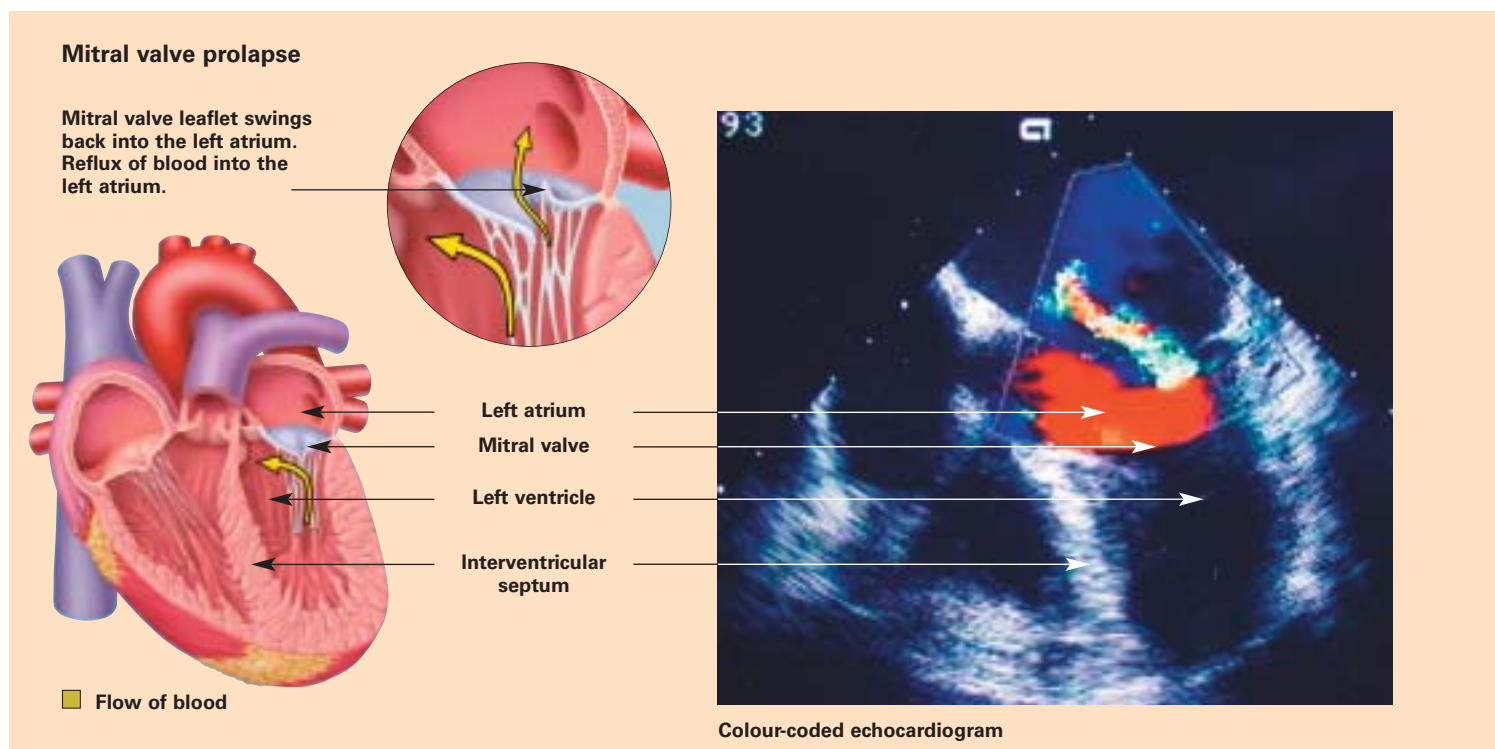 Mitral valve prolapse
Mitral valve leaflet swings
back into the left atrium.
Reflux of blood into the
left atrium.
93
Left atrium
Mitral valve
Left ventricle
Interventricular
septum
Flow of blood
Colour-coded echocardiogram